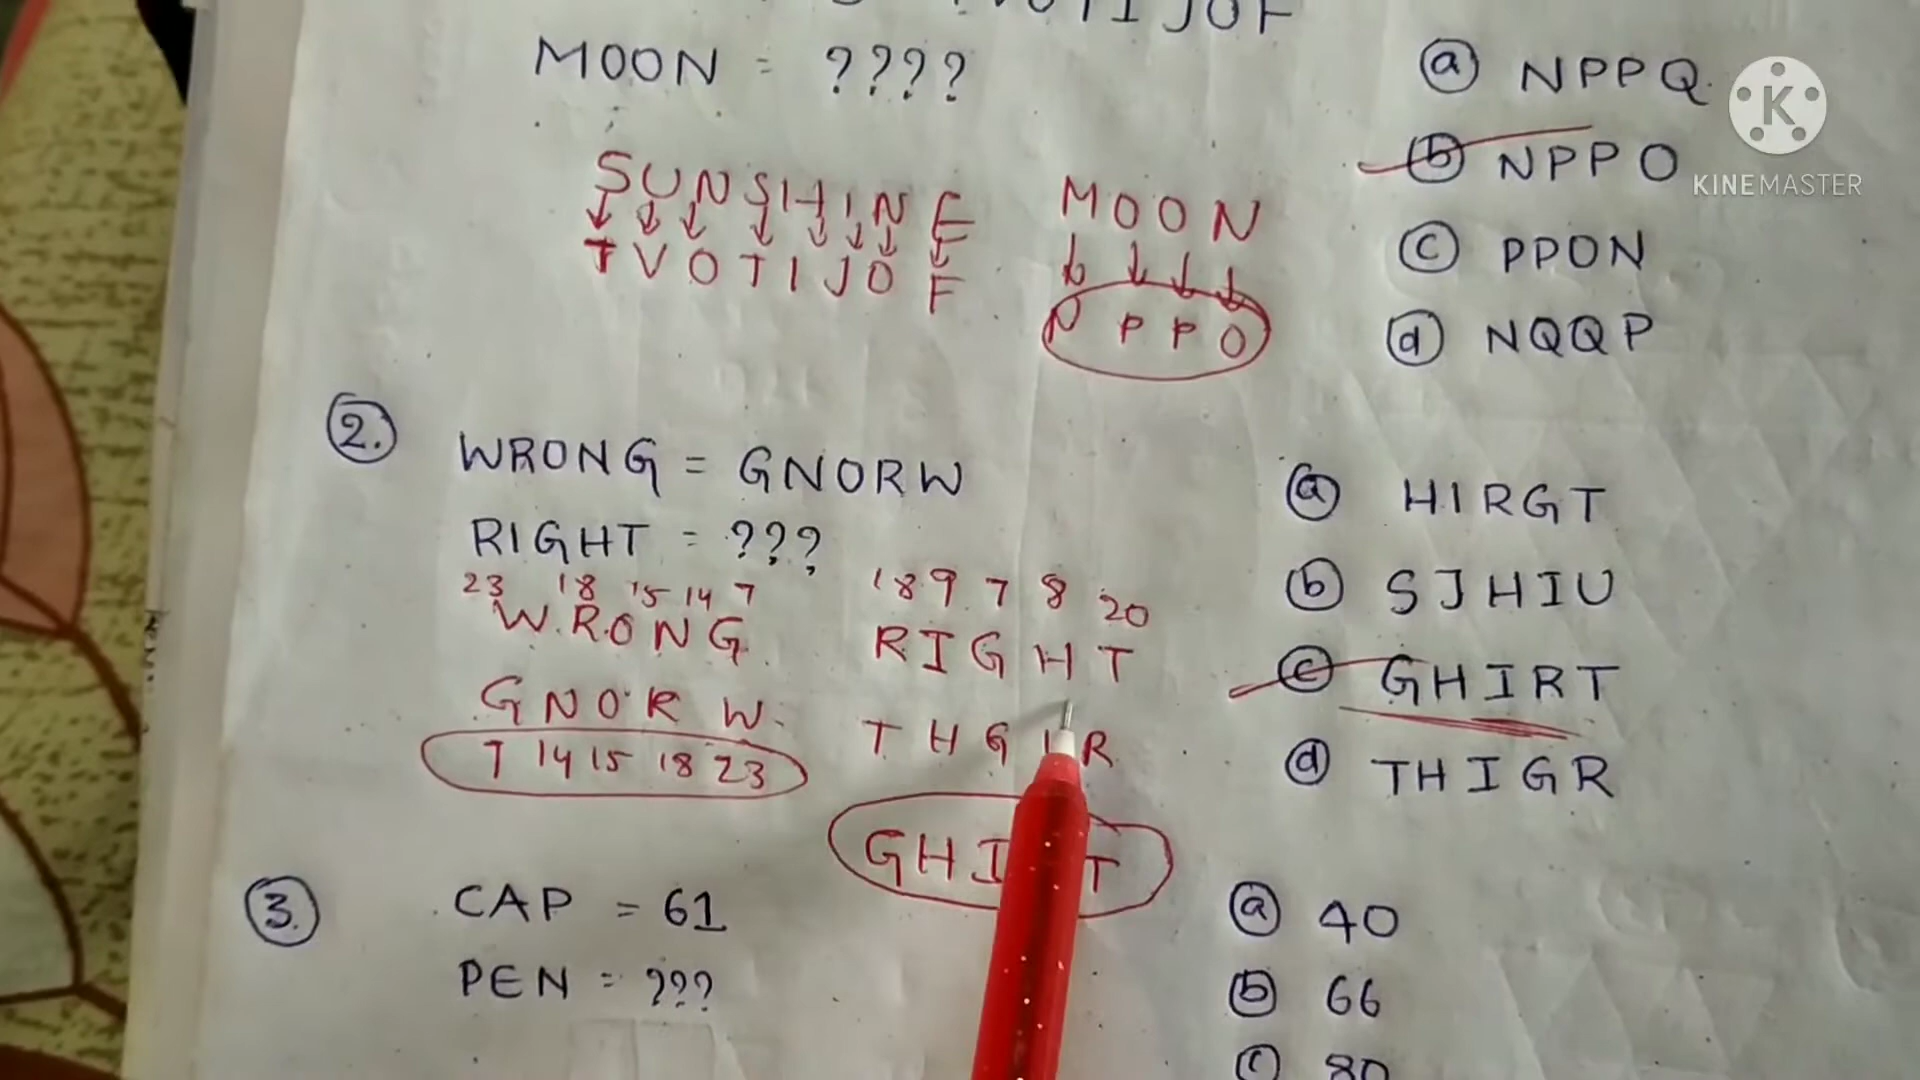 MOON = ????
ⓐ NPPQ
ⓑ NPPO
ⓒ PPON
ⓓ NQQP
KINEMASTER
SUNSHINE
TVOTIJOF
MOON
NPPO
2. WRONG = GNORW
RIGHT = ???
ⓐ HIRGT
ⓑ SJHIU
ⓒ GHIRT
ⓓ THIGR
23 18 15 14 7
WRONG
GNORW
7 14 15 18 23
18 9 7 8 20
RIGHT
THGIR
3. CAP = 61
PEN = ???
ⓐ 40
ⓑ 66
ⓒ 80